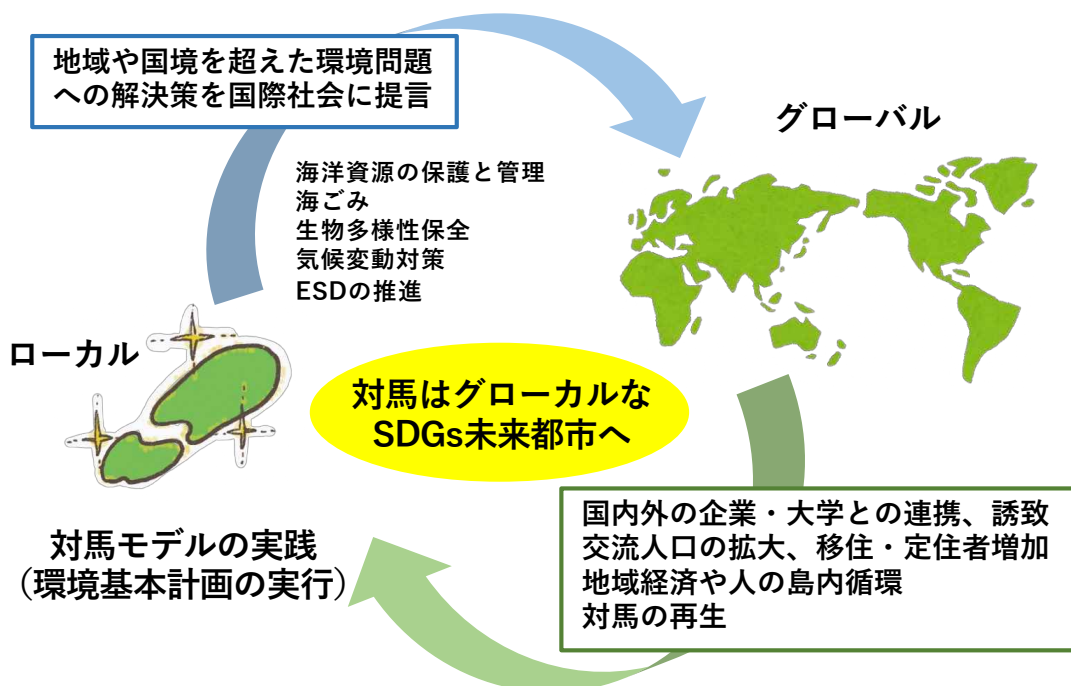 地域や国境を超えた環境問題
への解決策を国際社会に提言
グローバル
海洋資源の保護と管理
海ごみ
生物多様性保全
気候変動対策
ESDの推進
ローカル
対馬はグローカルな
SDGs未来都市へ
対馬モデルの実践
（環境基本計画の実行）
国内外の企業・大学との連携、誘致
交流人口の拡大、移住・定住者増加
地域経済や人の島内循環
対馬の再生